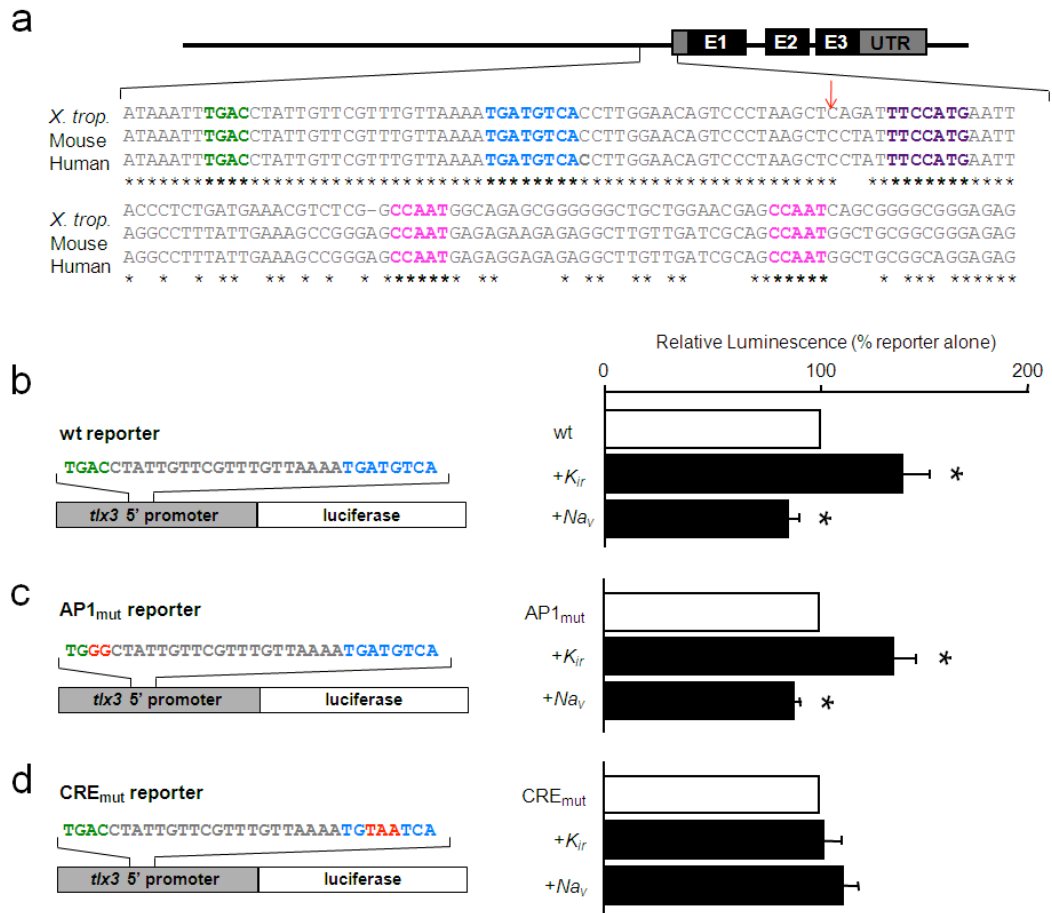 a
E1 E2 E3 UTR
X. trop. ATAAATTTGACCTATTGTTCGTTTGTTAAAATGATGTCACCTTGGAACAGTCCCTAAGCTCAGATTTCCATGAATT
Mouse ATAAATTTGACCTATTGTTCGTTTGTTAAAATGATGTCACCTTGGAACAGTCCCTAAGCTCCTATTTCCATGAATT
Human ATAAATTTGACCTATTGTTCGTTTGTTAAAATGATGTCACCTTGGAACAGTCCCTAAGCTCCTATTTCCATGAATT
X. trop. ACCCTCTGATGAAACGTCTCG-GCCAATGGCAGAGCGGGGGGCTGCTGGAACGAGCCAATCAGCGGGGCGGGAGAG
Mouse AGGCCTTTATTGAAAGCCGGGAGCCAATGAGAGAAGAGAGGCTTGTTGATCGCAGCCAATGGCTGCGGCGGGAGAG
Human AGGCCTTTATTGAAAGCCGGGAGCCAATGAGAGGAGAGAGGCTTGTTGATCGCAGCCAATGGCTGCGGCAGGAGAG
Relative Luminescence (% reporter alone)
0 100 200
b
wt reporter
TGACCTATTGTTCGTTTGTTAAAATGATGTCA
tlx3 5' promoter luciferase
wt
+Kir *
+Nav *
c
AP1mut reporter
TGGGCTATTGTTCGTTTGTTAAAATGATGTCA
tlx3 5' promoter luciferase
AP1mut
+Kir *
+Nav *
d
CREmut reporter
TGACCTATTGTTCGTTTGTTAAAATGTAATCA
tlx3 5' promoter luciferase
CREmut
+Kir
+Nav